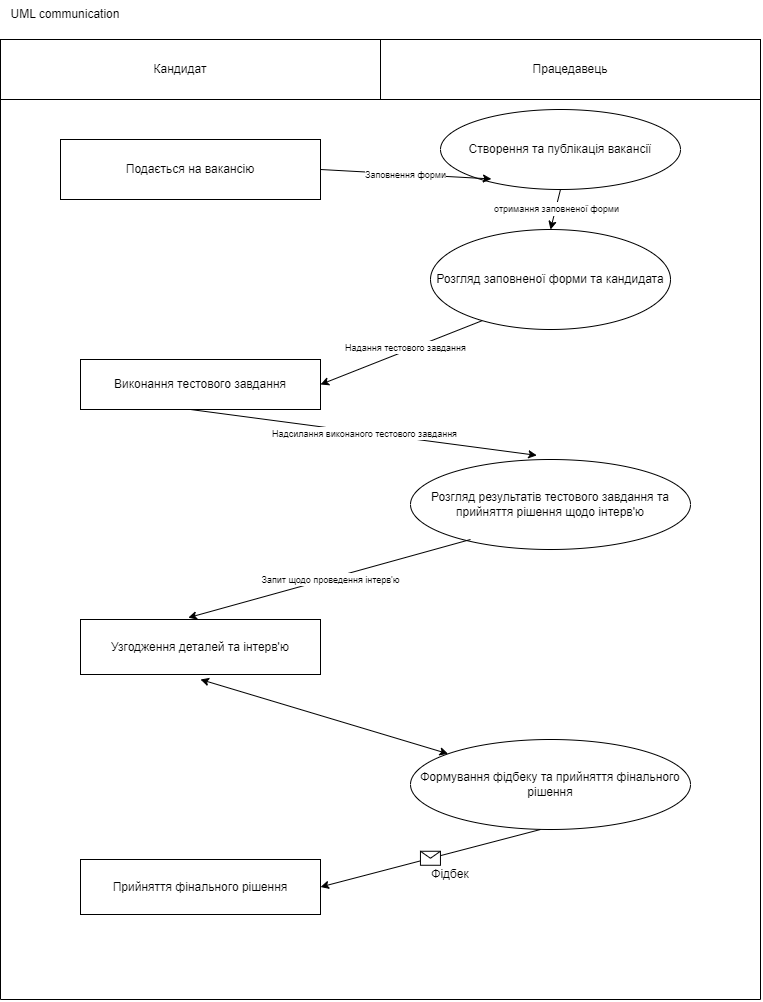 UML communication
Кандидат
Працедавець
Створення та публікація вакансії
Подається на вакансію
Заповнення форми
отримання заповненої форми
Розгляд заповненої форми та кандидата
Надання тестового завдання
Виконання тестового завдання
Надсилання виконаного тестового завдання
Розгляд результатів тестового завдання та
прийняття рішення щодо інтерв'ю
Запит щодо проведення інтерв'ю
Узгодження деталей та інтерв'ю
Формування фідбеку та прийняття фінального
рішення
Фідбек
Прийняття фінального рішення